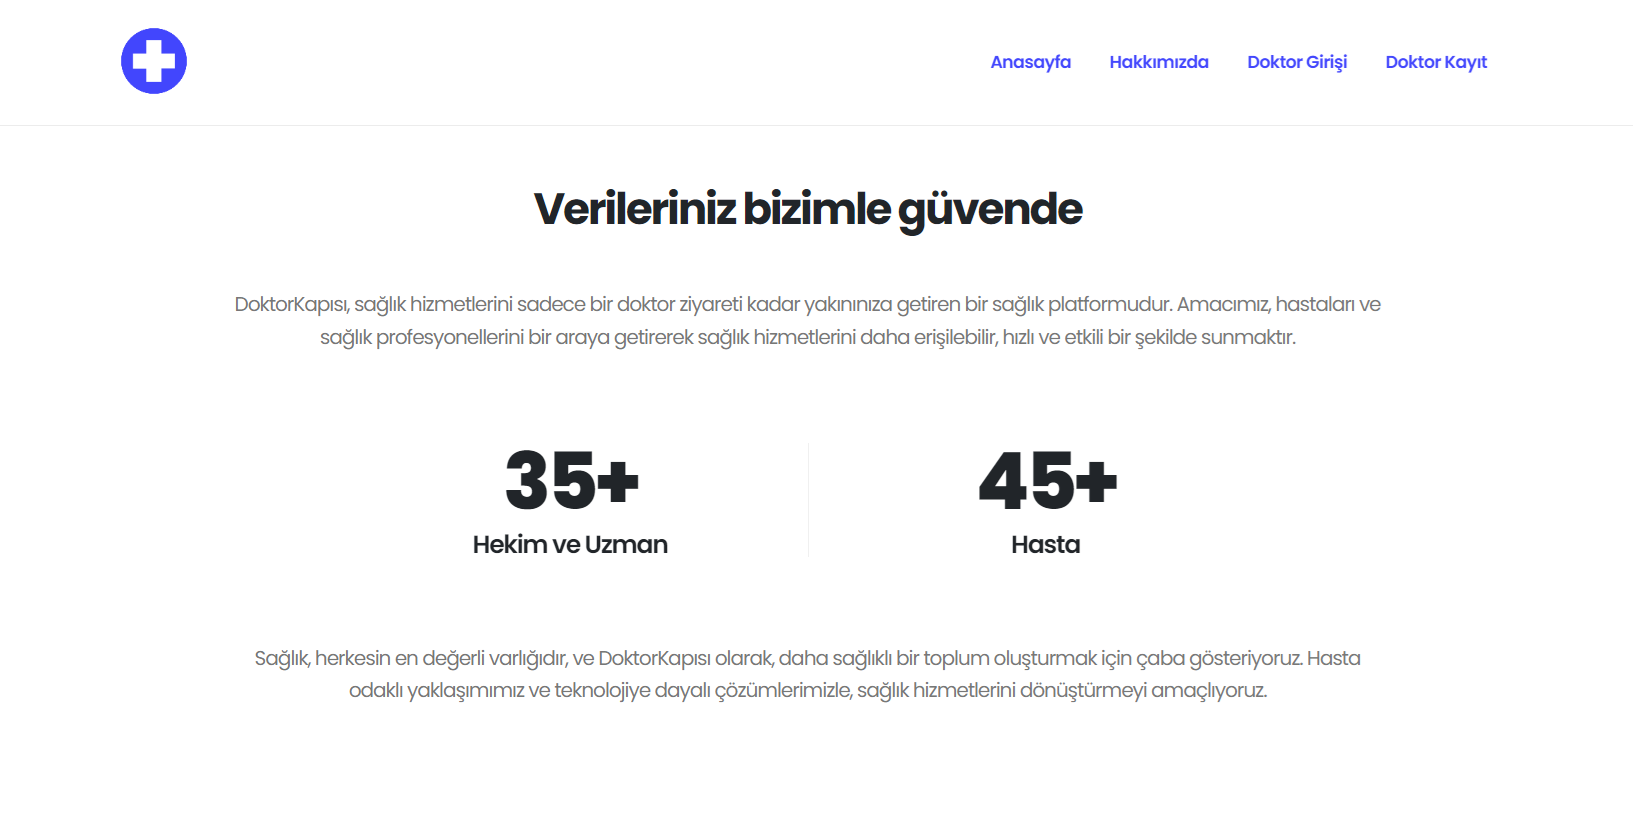 Anasayfa Hakkımızda Doktor Girişi Doktor Kayıt
Verileriniz bizimle güvende
DoktorKapısı, sağlık hizmetlerini sadece bir doktor ziyareti kadar yakınınıza getiren bir sağlık platformudur. Amacımız, hastaları ve
sağlık profesyonellerini bir araya getirerek sağlık hizmetlerini daha erişilebilir, hızlı ve etkili bir şekilde sunmaktır.
35+ 45+
Hekim ve Uzman Hasta
Sağlık, herkesin en değerli varlığıdır, ve DoktorKapısı olarak, daha sağlıklı bir toplum oluşturmak için çaba gösteriyoruz. Hasta
odaklı yaklaşımımız ve teknolojiye dayalı çözümlerimizle, sağlık hizmetlerini dönüştürmeyi amaçlıyoruz.